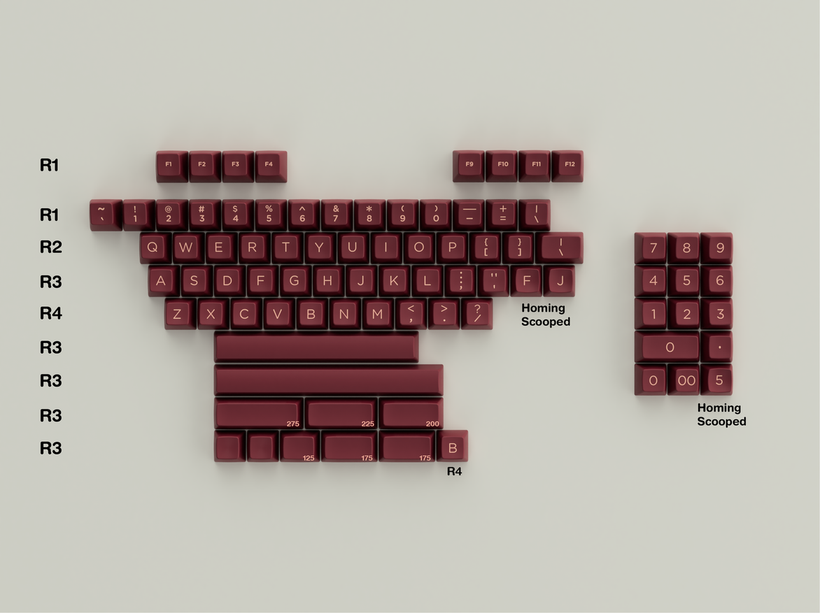 R1 F1 F2 F3 F4 F9 F10 F11 F12
R1 ~ ` ! 1 @ 2 # 3 $ 4 % 5 ^ 6 & 7 * 8 ( 9 ) 0 — - + = | \
R2 Q W E R T Y U I O P { [ } ] | \ 7 8 9
R3 A S D F G H J K L : ; " ' F J 4 5 6
R4 Z X C V B N M < , > . ? / 1 2 3
Homing
Scooped
R3 0 .
R3 0 00 5
Homing
Scooped
R3 275 225 200
R3 125 175 175 B
R4